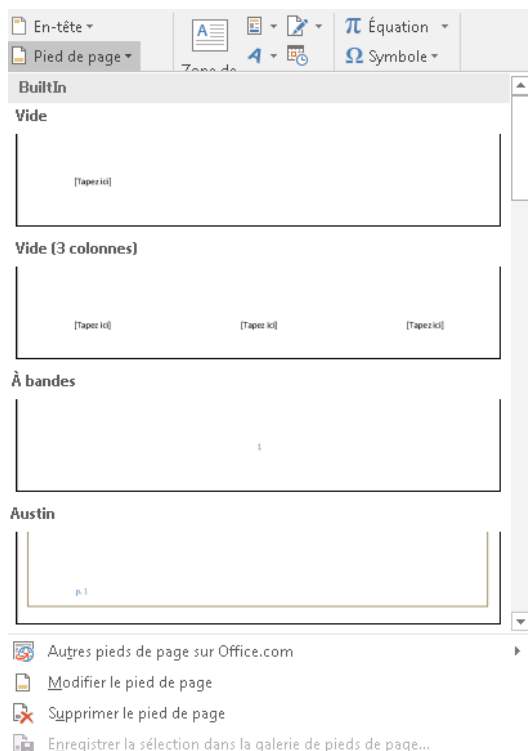 En-tête
Équation
Pied de page
Symbole
BuiltIn
Vide
[Tapez ici]
Vide (3 colonnes)
[Tapez ici] [Tapez ici] [Tapez ici]
À bandes
1
Austin
p. 1
Autres pieds de page sur Office.com
Modifier le pied de page
Supprimer le pied de page
Enregistrer la sélection dans la galerie de pieds de page...